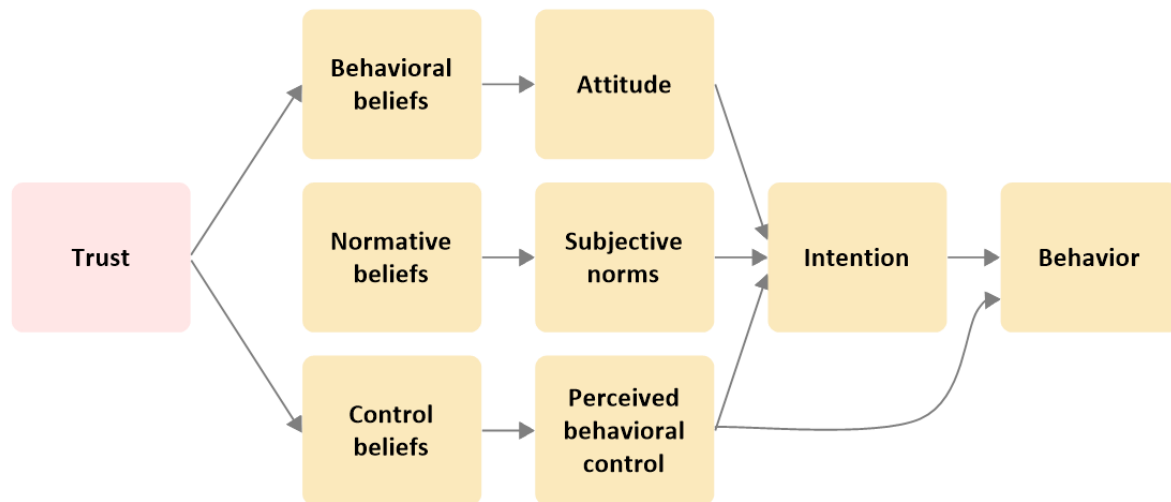 Behavioral
beliefs
Attitude
Trust
Normative
beliefs
Subjective
norms
Intention
Behavior
Control
beliefs
Perceived
behavioral
control